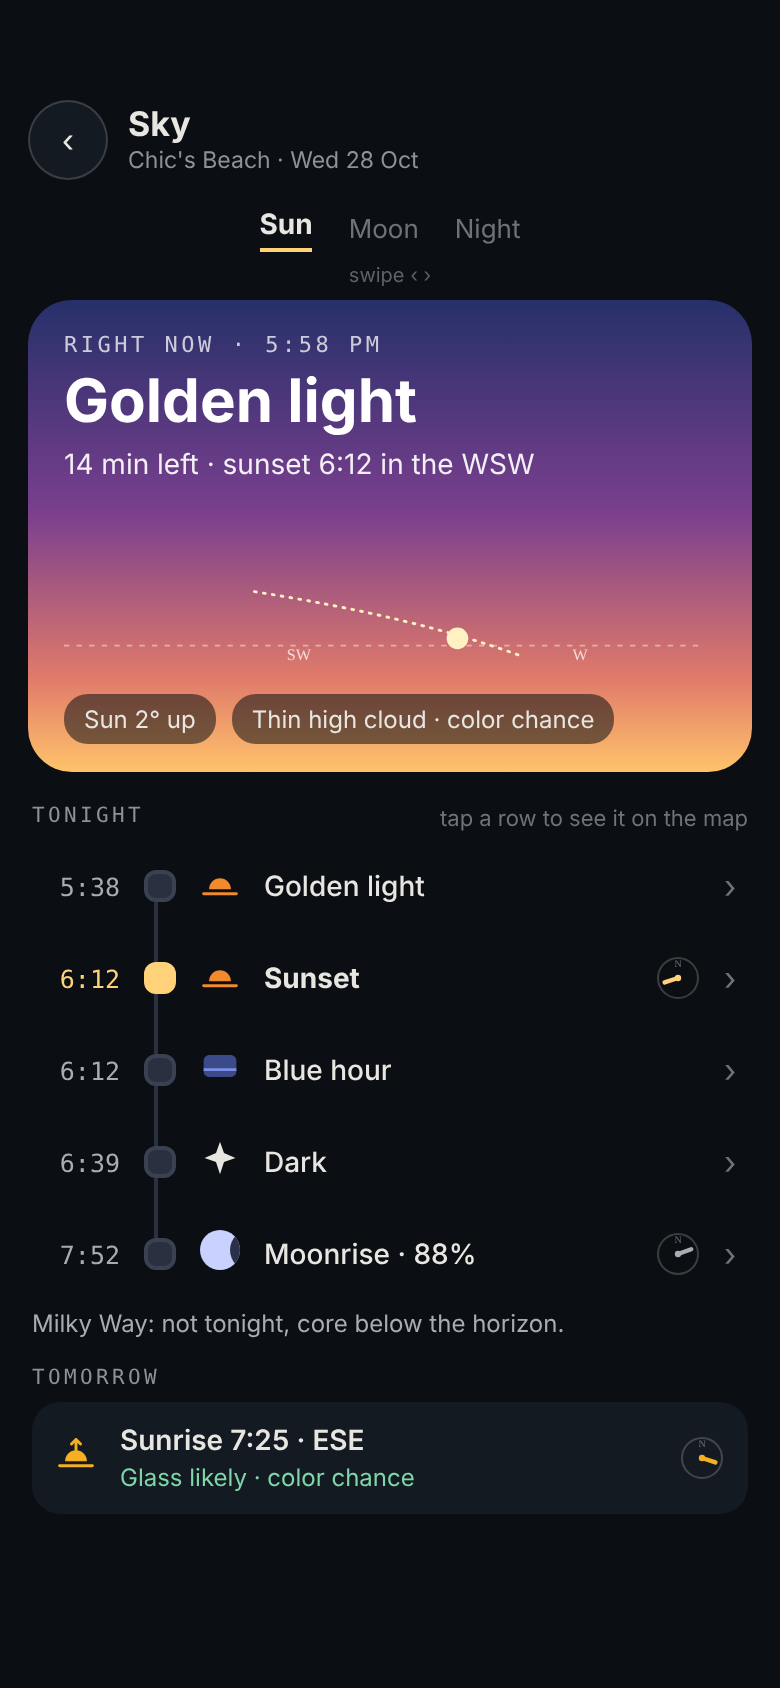 ‹
Sky
Chic's Beach · Wed 28 Oct
Sun Moon Night
swipe ‹ ›
RIGHT NOW · 5:58 PM
Golden light
14 min left · sunset 6:12 in the WSW
SW W
Sun 2° up Thin high cloud · color chance
TONIGHT tap a row to see it on the map
5:38 Golden light ›
6:12 Sunset N ›
6:12 Blue hour ›
6:39 Dark ›
7:52 Moonrise · 88% N ›
Milky Way: not tonight, core below the horizon.
TOMORROW
Sunrise 7:25 · ESE N
Glass likely · color chance